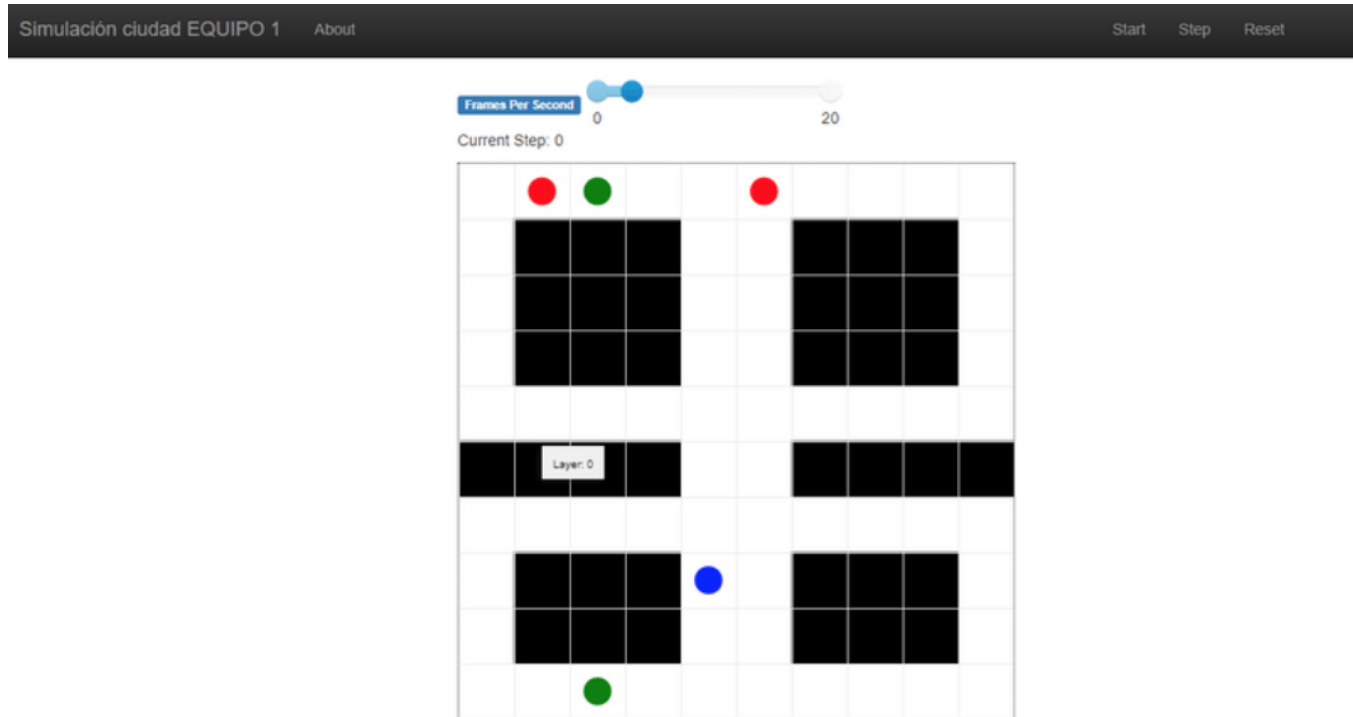 Simulación ciudad EQUIPO 1 About Start Step Reset
Frames Per Second
0 20
Current Step: 0
Layer: 0